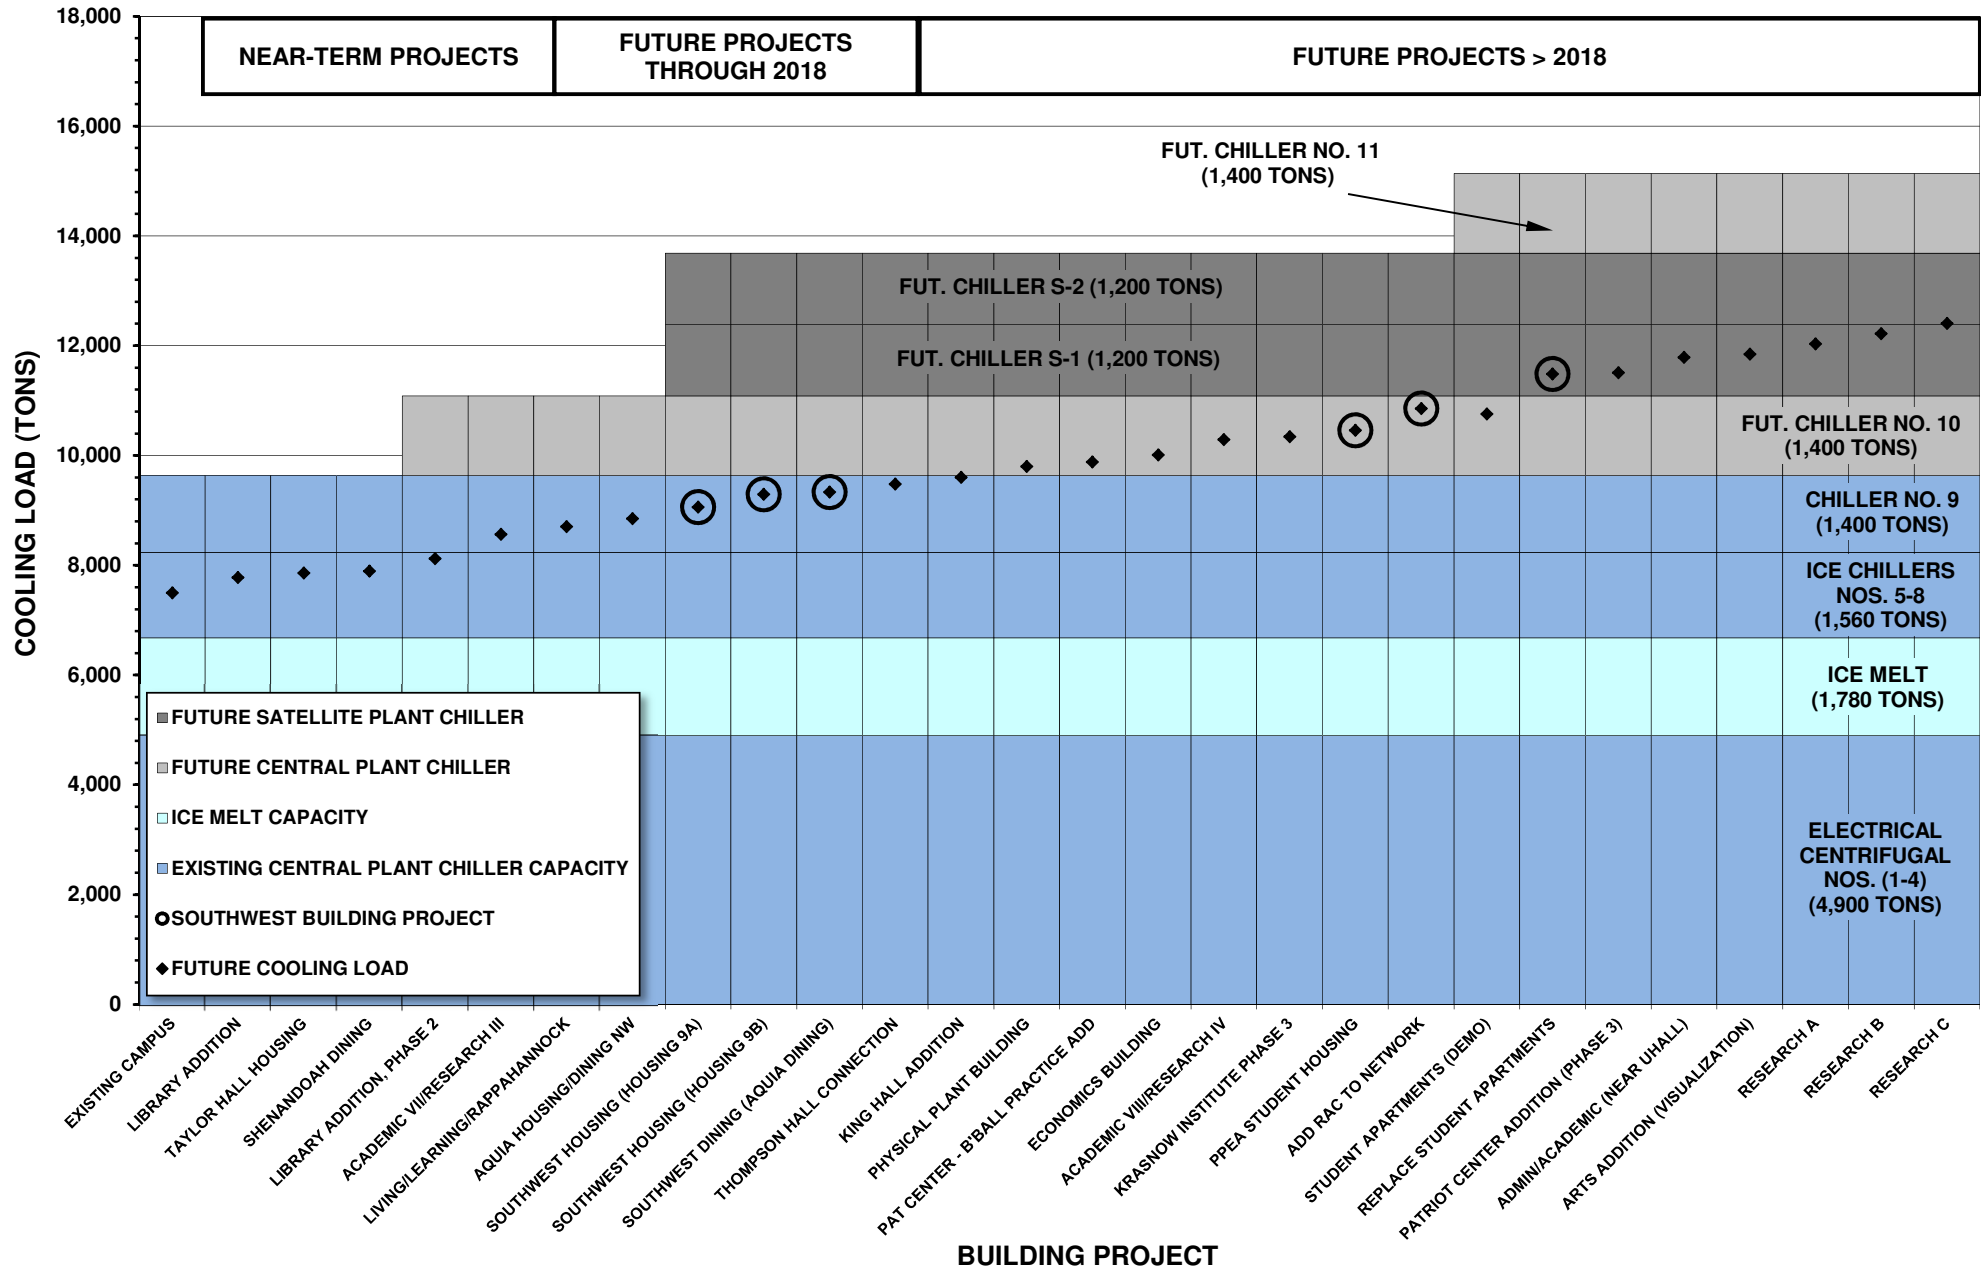 NEAR-TERM PROJECTS
FUTURE PROJECTS
THROUGH 2018
FUTURE PROJECTS > 2018
COOLING LOAD (TONS)
18,000
16,000
14,000
12,000
10,000
8,000
6,000
4,000
2,000
0
FUT. CHILLER NO. 11
(1,400 TONS)
FUT. CHILLER S-2 (1,200 TONS)
FUT. CHILLER S-1 (1,200 TONS)
FUT. CHILLER NO. 10
(1,400 TONS)
CHILLER NO. 9
(1,400 TONS)
ICE CHILLERS
NOS. 5-8
(1,560 TONS)
ICE MELT
(1,780 TONS)
ELECTRICAL
CENTRIFUGAL
NOS. (1-4)
(4,900 TONS)
FUTURE SATELLITE PLANT CHILLER
FUTURE CENTRAL PLANT CHILLER
ICE MELT CAPACITY
EXISTING CENTRAL PLANT CHILLER CAPACITY
SOUTHWEST BUILDING PROJECT
FUTURE COOLING LOAD
EXISTING CAMPUS
LIBRARY ADDITION
TAYLOR HALL HOUSING
SHENANDOAH DINING
LIBRARY ADDITION, PHASE 2
ACADEMIC VII/RESEARCH III
LIVING/LEARNING/RAPPAHANNOCK
AQUIA HOUSING/DINING NW
SOUTHWEST HOUSING (HOUSING 9A)
SOUTHWEST HOUSING (HOUSING 9B)
SOUTHWEST DINING (AQUIA DINING)
THOMPSON HALL CONNECTION
KING HALL ADDITION
PHYSICAL PLANT BUILDING
PAT CENTER - B'BALL PRACTICE ADD
ECONOMICS BUILDING
ACADEMIC VIII/RESEARCH IV
KRASNOW INSTITUTE PHASE 3
PPEA STUDENT HOUSING
ADD RAC TO NETWORK
STUDENT APARTMENTS (DEMO)
REPLACE STUDENT APARTMENTS
PATRIOT CENTER ADDITION (PHASE 3)
ADMIN/ACADEMIC (NEAR UHALL)
ARTS ADDITION (VISUALIZATION)
RESEARCH A
RESEARCH B
RESEARCH C
BUILDING PROJECT